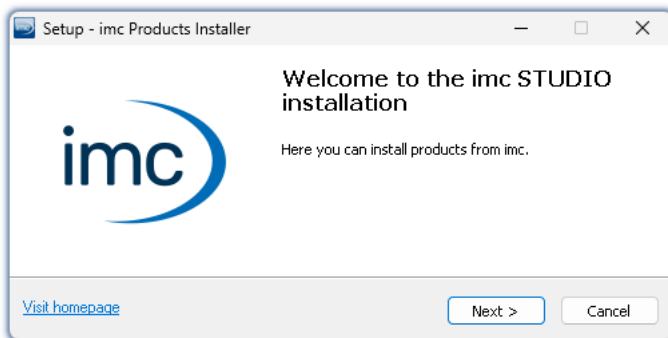 Setup - imc Products Installer
Welcome to the imc STUDIO
installation
imc
Here you can install products from imc.
Visit homepage
Next >
Cancel